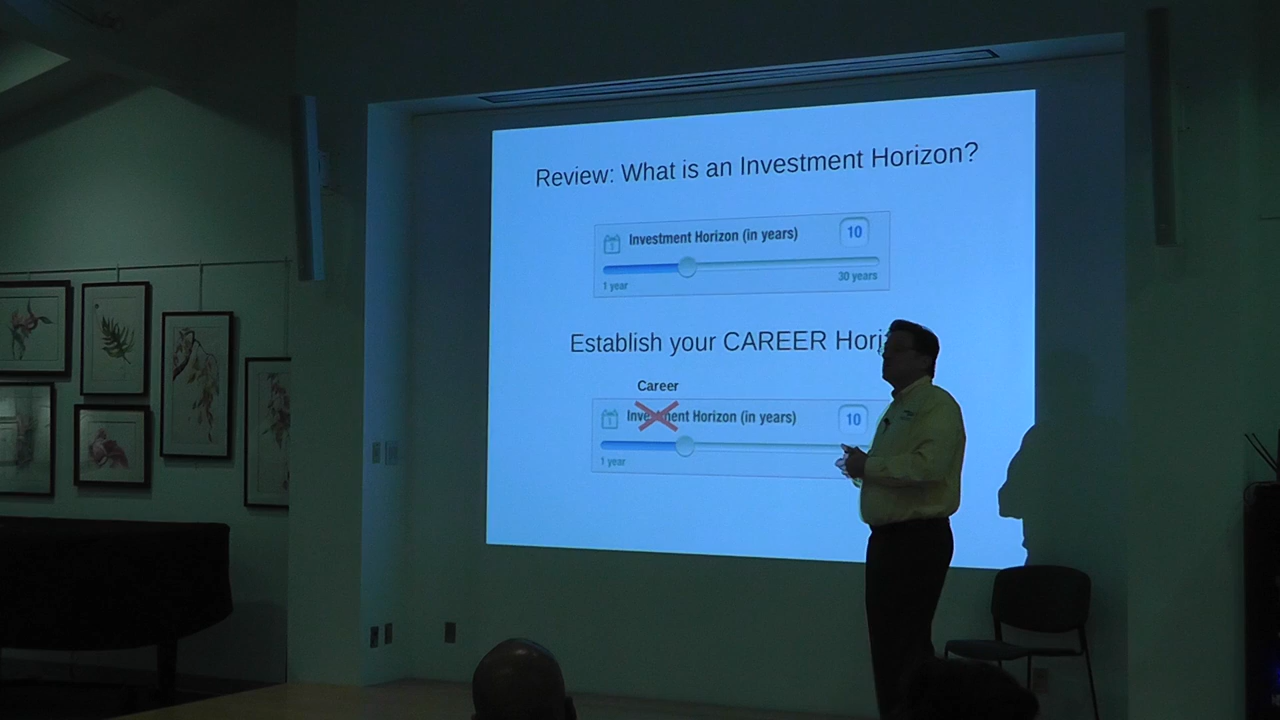 Review: What is an Investment Horizon?
Investment Horizon (in years) 10
1 year 30 years
Establish your CAREER Hori
Career
Investment Horizon (in years) 10
1 year